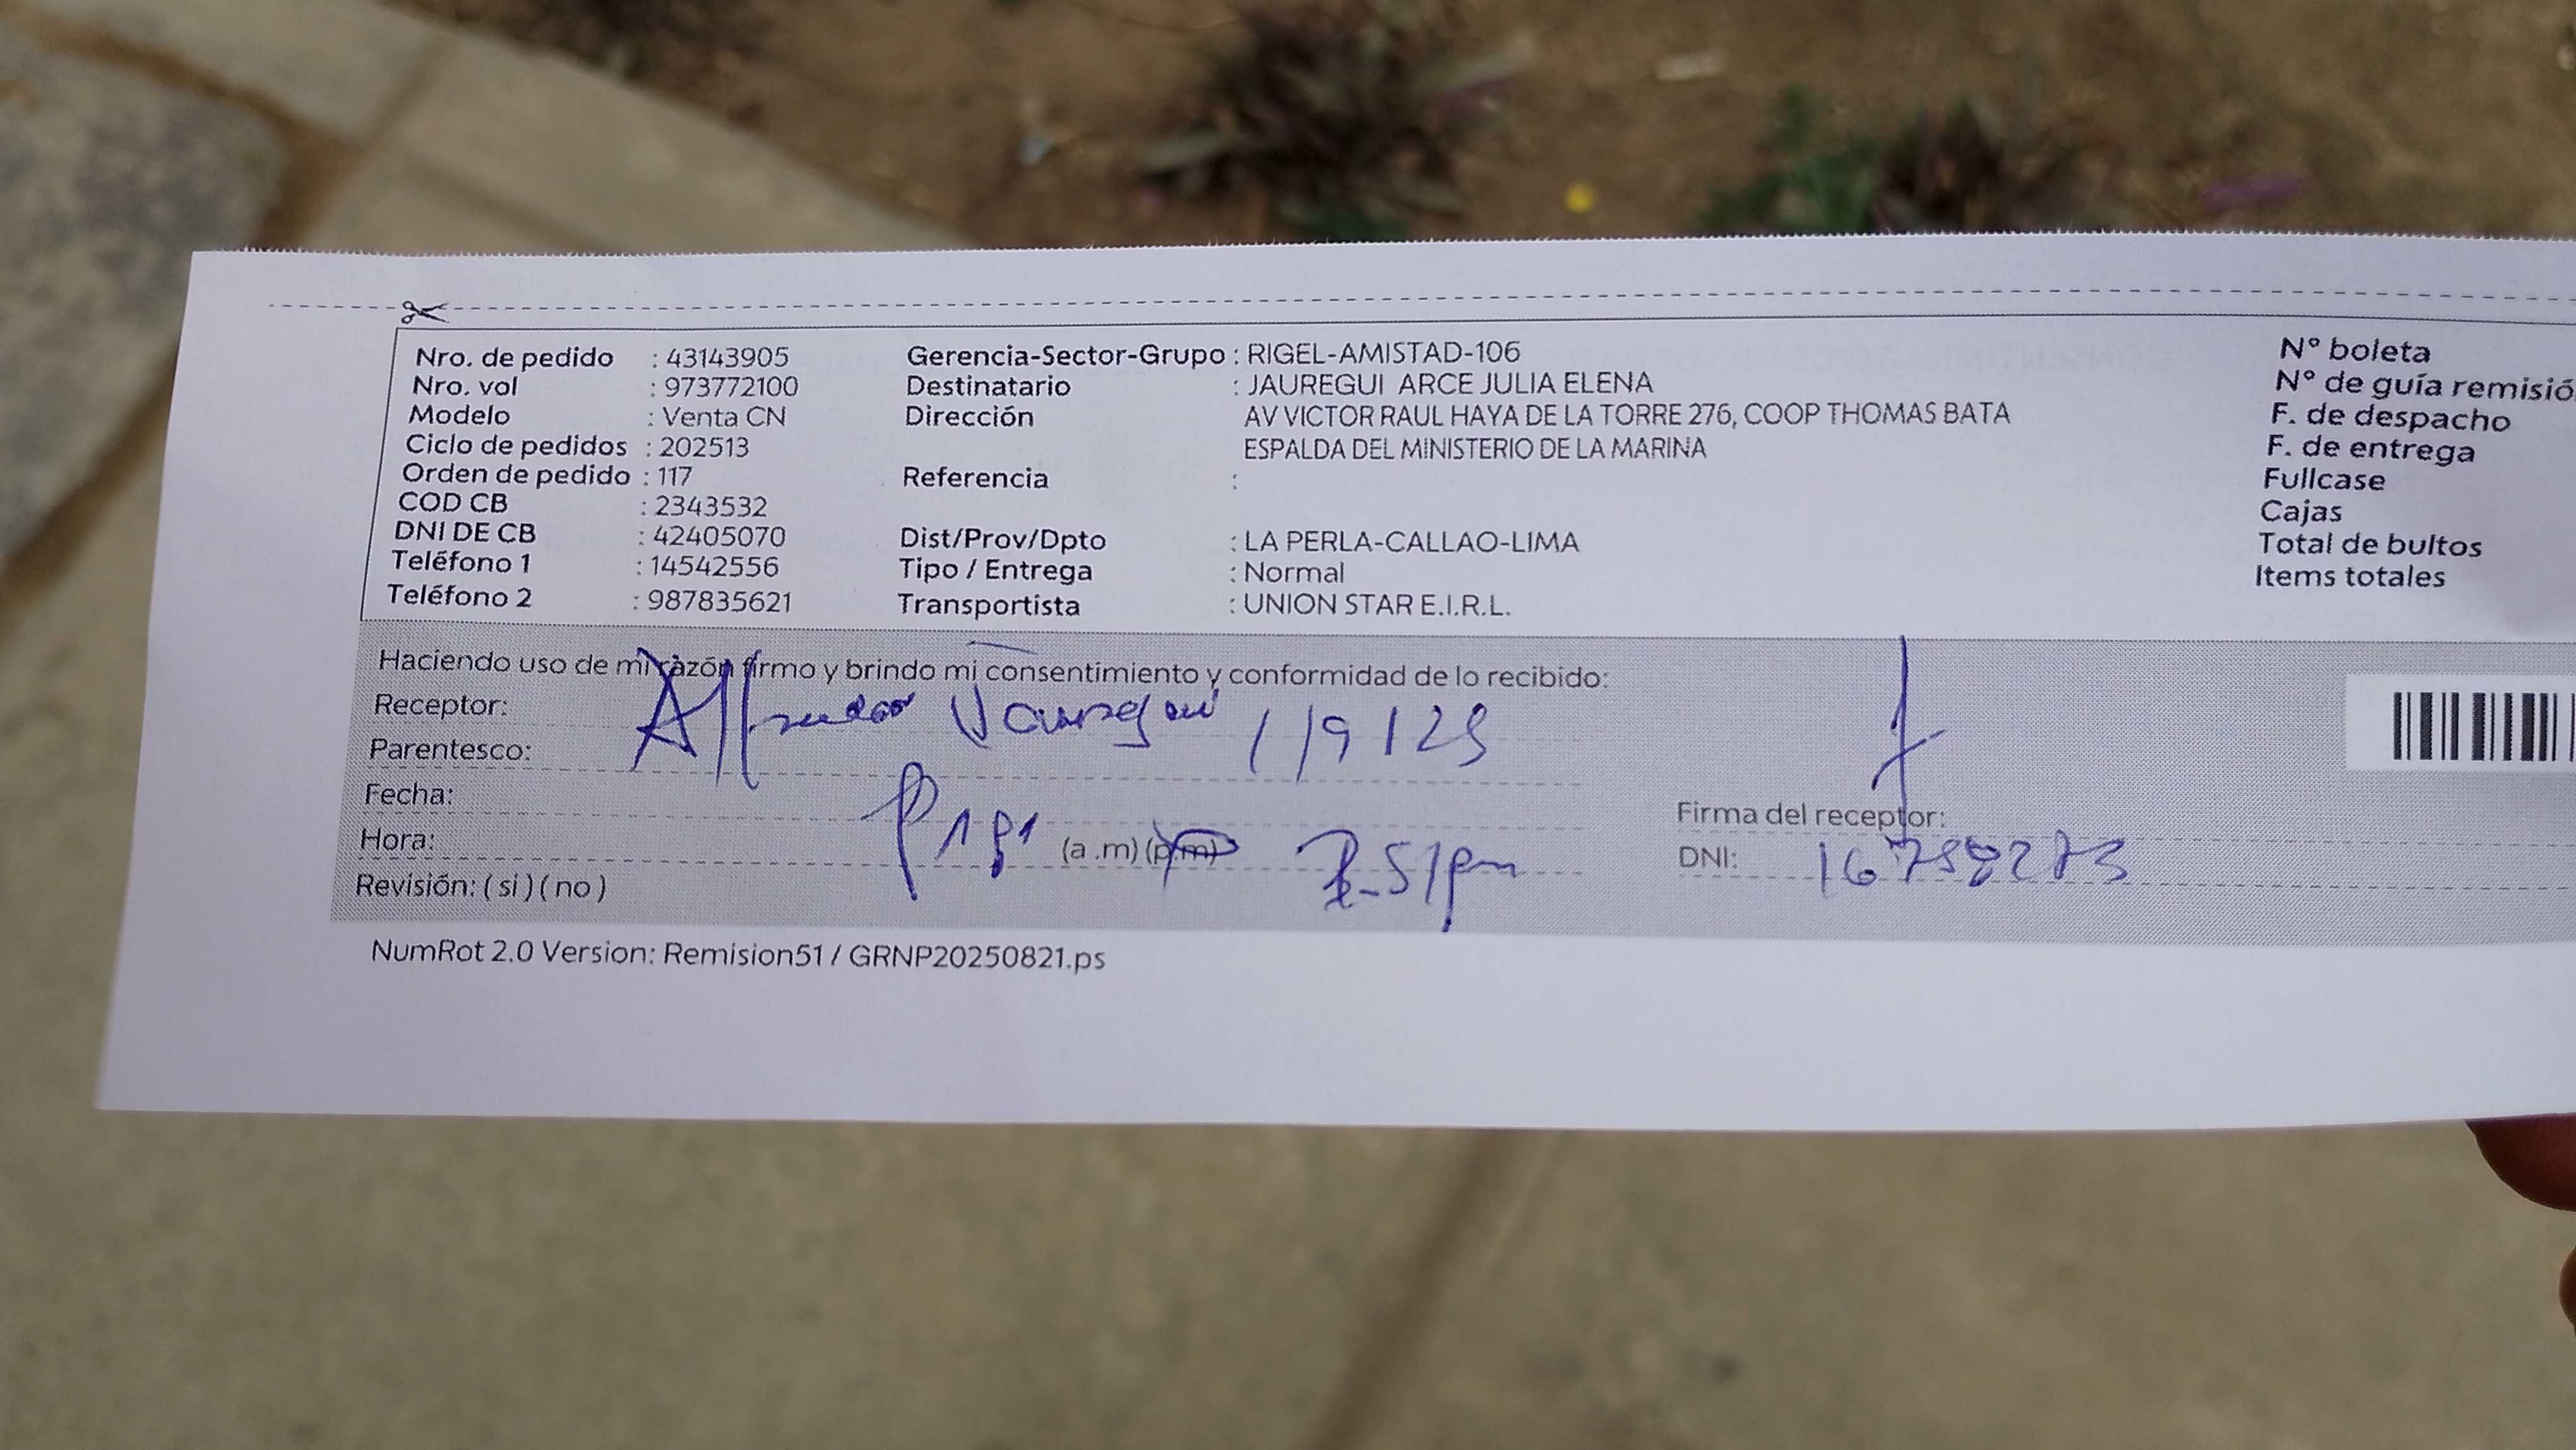 Nro. de pedido : 43143905 Gerencia-Sector-Grupo : RIGEL-AMISTAD-106 N° boleta
Nro. vol : 973772100 Destinatario : JAUREGUI ARCE JULIA ELENA N° de guía remisió
Modelo : Venta CN Dirección AV VICTOR RAUL HAYA DE LA TORRE 276, COOP THOMAS BATA F. de despacho
Ciclo de pedidos : 202513 ESPALDA DEL MINISTERIO DE LA MARINA F. de entrega
Orden de pedido : 117 Referencia : Fullcase
COD CB : 2343532 Cajas
DNI DE CB : 42405070 Dist/Prov/Dpto : LA PERLA-CALLAO-LIMA Total de bultos
Teléfono 1 : 14542556 Tipo / Entrega : Normal Items totales
Teléfono 2 : 987835621 Transportista : UNION STAR E.I.R.L.
Haciendo uso de mi razón firmo y brindo mi consentimiento y conformidad de lo recibido:
Receptor: Jauregui
Parentesco:
Fecha:
Firma del receptor:
Hora: (a .m) (p.m)
DNI:
Revisión: ( si ) ( no )
NumRot 2.0 Version: Remision51 / GRNP20250821.ps